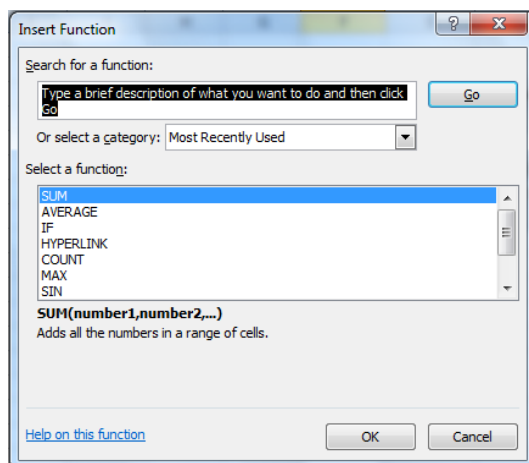 Insert Function
Search for a function:
Type a brief description of what you want to do and then click
Go
Go
Or select a category: Most Recently Used
Select a function:
SUM
AVERAGE
IF
HYPERLINK
COUNT
MAX
SIN
SUM(number1,number2,...)
Adds all the numbers in a range of cells.
Help on this function
OK
Cancel